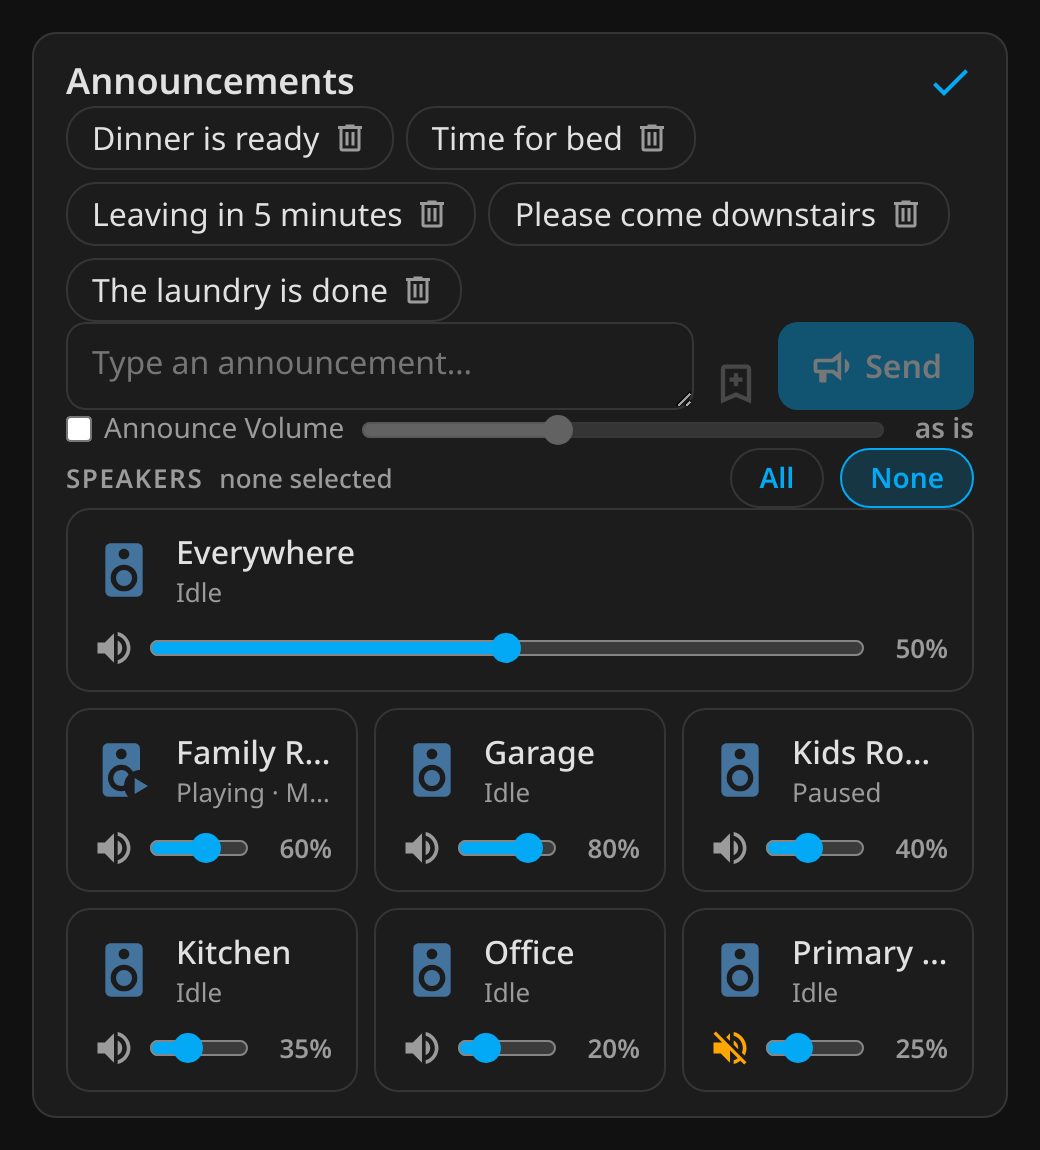 Announcements
Dinner is ready
Time for bed
Leaving in 5 minutes
Please come downstairs
The laundry is done
Type an announcement...
Send
Announce Volume
as is
SPEAKERS none selected
All
None
Everywhere
Idle
50%
Family R...
Playing · M...
60%
Garage
Idle
80%
Kids Ro...
Paused
40%
Kitchen
Idle
35%
Office
Idle
20%
Primary ...
Idle
25%